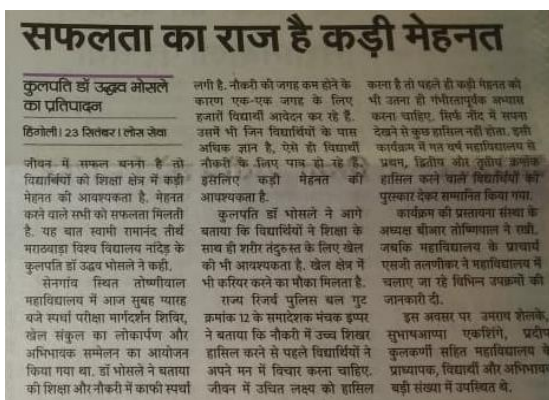 सफलता का राज है कड़ी मेहनत
कुलपति डॉ उद्धव भोसले
का प्रतिपादन
हिंगोली। 23 सितंबर। लोस सेवा
जीवन में सफल बनना है तो
विद्यार्थियों को शिक्षा क्षेत्र में कड़ी
मेहनत की आवश्यकता है. मेहनत
करने वाले सभी को सफलता मिलती
है. यह बात स्वामी रामानंद तीर्थ
मराठवाड़ा विश्व विद्यालय नांदेड़ के
कुलपति डॉ उद्धव भोसले ने कही.
सेनगांव स्थित तोष्णीवाल
महाविद्यालय में आज सुबह ग्यारह
बजे स्पर्धा परीक्षा मार्गदर्शन शिविर,
खेल संकुल का लोकार्पण और
अभिभावक सम्मेलन का आयोजन
किया गया था. डॉ भोसले ने बताया
की शिक्षा और नौकरी में काफी स्पर्धा
लगी है. नौकरी की जगह कम होने के
कारण एक-एक जगह के लिए
हजारों विद्यार्थी आवेदन कर रहे हैं.
उसमें भी जिन विद्यार्थियों के पास
अधिक ज्ञान है, ऐसे ही विद्यार्थी
नौकरी के लिए पात्र हो रहे हैं.
इसलिए कड़ी मेहनत की
आवश्यकता है.
कुलपति डॉ भोसले ने आगे
बताया कि विद्यार्थियों ने शिक्षा के
साथ ही शरीर तंदुरुस्त के लिए खेल
की भी आवश्यकता है. खेल क्षेत्र में
भी करियर करने का मौका मिलता है.
राज्य रिजर्व पुलिस बल गुट
क्रमांक 12 के समादेशक मंचक इप्पर
ने बताया कि नौकरी में उच्च शिखर
हासिल करने से पहले विद्यार्थियों ने
अपने मन में विचार करना चाहिए.
जीवन में उचित लक्ष्य को हासिल
करना है तो पहले ही कड़ी मेहनत को
भी उतना ही गंभीरतापूर्वक अभ्यास
करना चाहिए. सिर्फ नींद में सपना
देखने से कुछ हासिल नहीं होता. इसी
कार्यक्रम में गत वर्ष महाविद्यालय से
प्रथम, द्वितीय और तृतीय क्रमांक
हासिल करने वाले विद्यार्थियों को
पुरस्कार देकर सम्मानित किया गया.
कार्यक्रम की प्रस्तावना संस्था के
अध्यक्ष बीआर तोष्णिवाल ने रखी.
जबकि महाविद्यालय के प्राचार्य
एसजी तलणीकर ने महाविद्यालय में
चलाए जा रहे विभिन्न उपक्रमों की
जानकारी दी.
इस अवसर पर उमराव शेलके,
सुभाषआप्पा एकशिंगे, प्रदीप
कुलकर्णी सहित महाविद्यालय के
प्राध्यापक, विद्यार्थी और अभिभावक
बड़ी संख्या में उपस्थित थे.